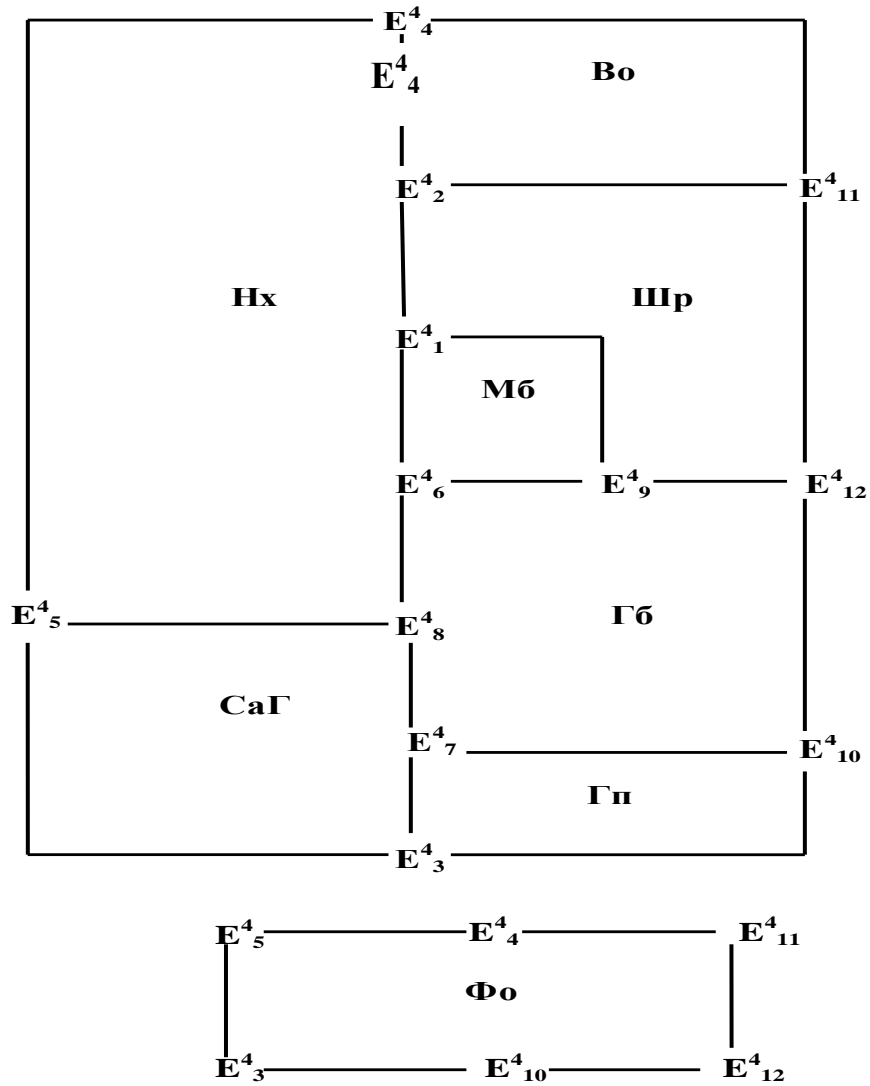 E⁴₄
E⁴₄ Во
E⁴₂ E⁴₁₁
Нх Шр
E⁴₁
Мб
E⁴₆ E⁴₉ E⁴₁₂
E⁴₅ E⁴₈ Гб
СаГ
E⁴₇ E⁴₁₀
Гп
E⁴₃
E⁴₅ E⁴₄ E⁴₁₁
Фо
E⁴₃ E⁴₁₀ E⁴₁₂